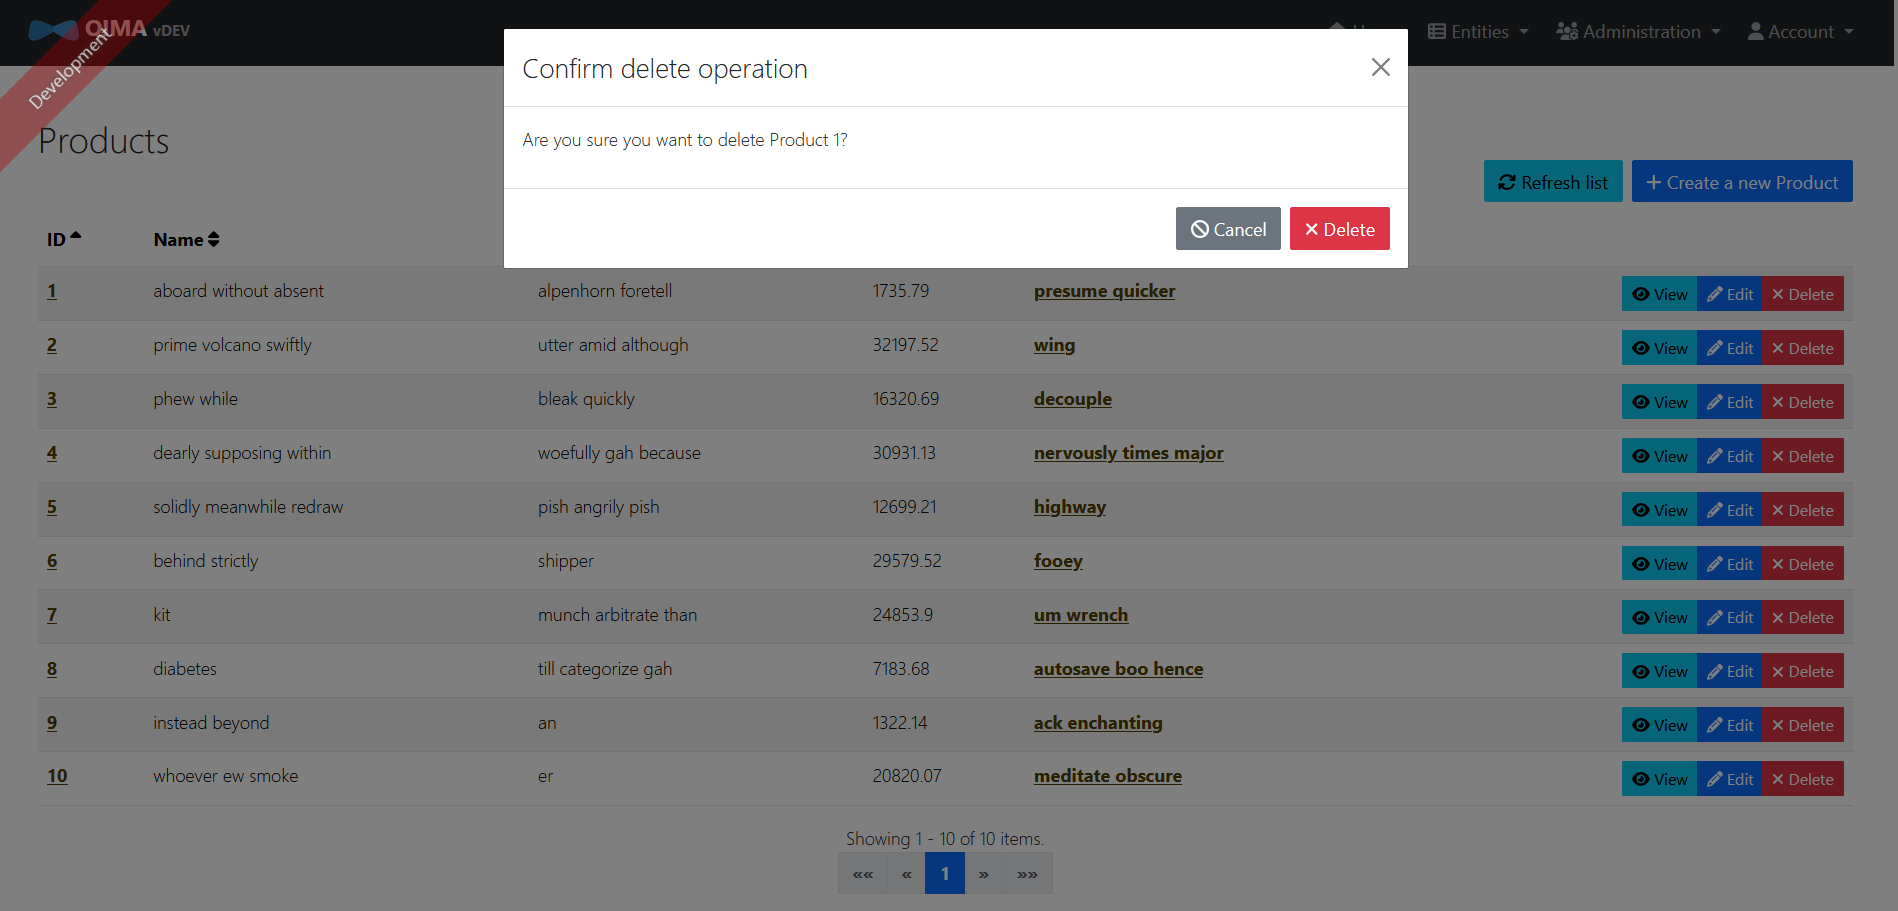 QIMA vDEV
Entities
Administration
Account
Development
Confirm delete operation
Are you sure you want to delete Product 1?
Cancel
Delete
Products
Refresh list
Create a new Product
ID
Name
1 aboard without absent alpenhorn foretell 1735.79 presume quicker View Edit Delete
2 prime volcano swiftly utter amid although 32197.52 wing View Edit Delete
3 phew while bleak quickly 16320.69 decouple View Edit Delete
4 dearly supposing within woefully gah because 30931.13 nervously times major View Edit Delete
5 solidly meanwhile redraw pish angrily pish 12699.21 highway View Edit Delete
6 behind strictly shipper 29579.52 fooey View Edit Delete
7 kit munch arbitrate than 24853.9 um wrench View Edit Delete
8 diabetes till categorize gah 7183.68 autosave boo hence View Edit Delete
9 instead beyond an 1322.14 ack enchanting View Edit Delete
10 whoever ew smoke er 20820.07 meditate obscure View Edit Delete
Showing 1 - 10 of 10 items.
«« « 1 » »»